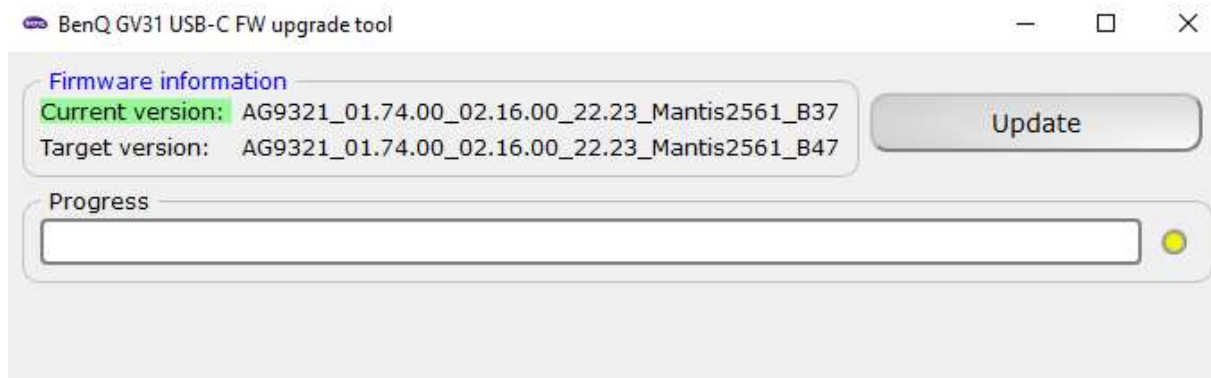 BenQ GV31 USB-C FW upgrade tool
Firmware information
Current version: AG9321_01.74.00_02.16.00_22.23_Mantis2561_B37
Target version: AG9321_01.74.00_02.16.00_22.23_Mantis2561_B47
Update
Progress